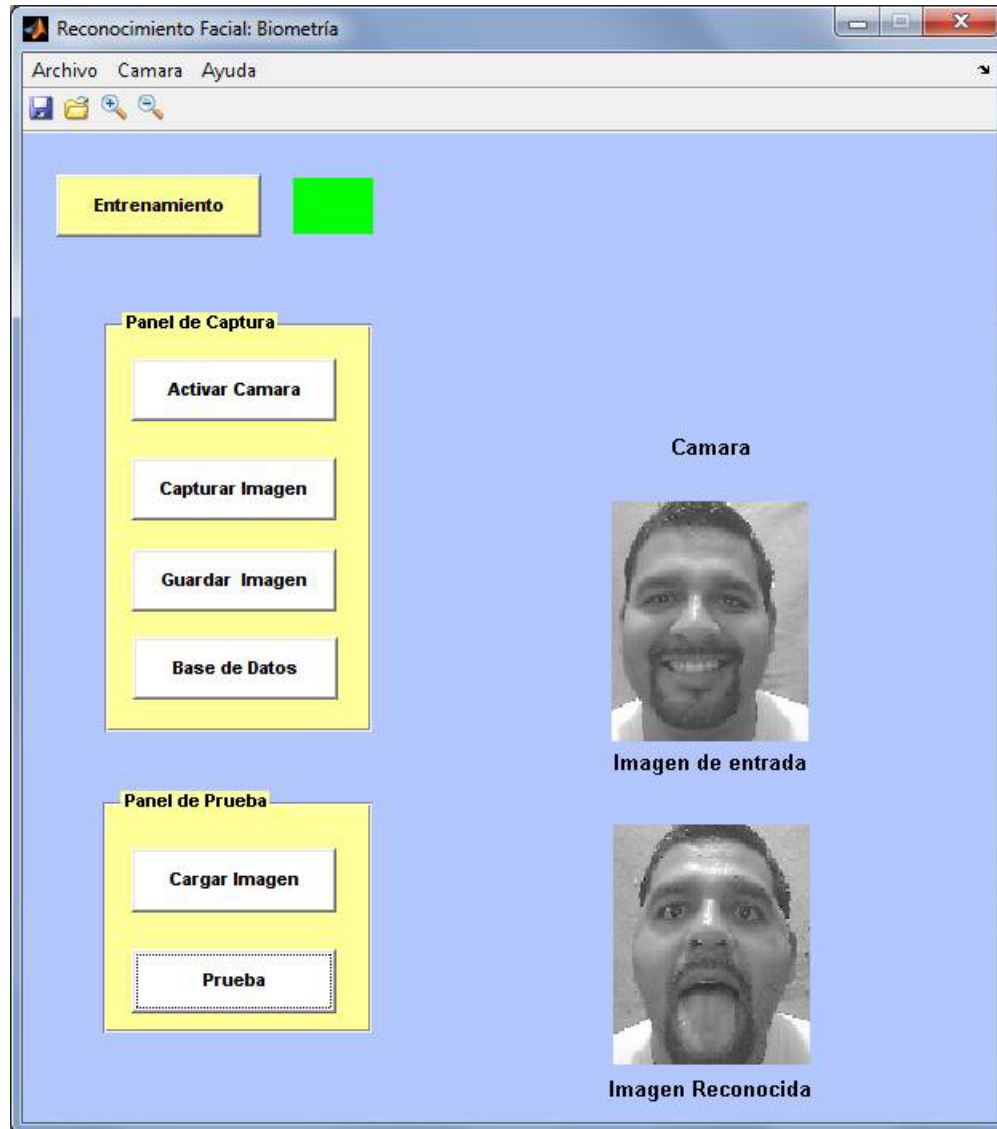 Reconocimiento Facial: Biometría
Archivo Camara Ayuda
Entrenamiento
Panel de Captura
Activar Camara
Capturar Imagen
Guardar Imagen
Base de Datos
Camara
Imagen de entrada
Panel de Prueba
Cargar Imagen
Prueba
Imagen Reconocida